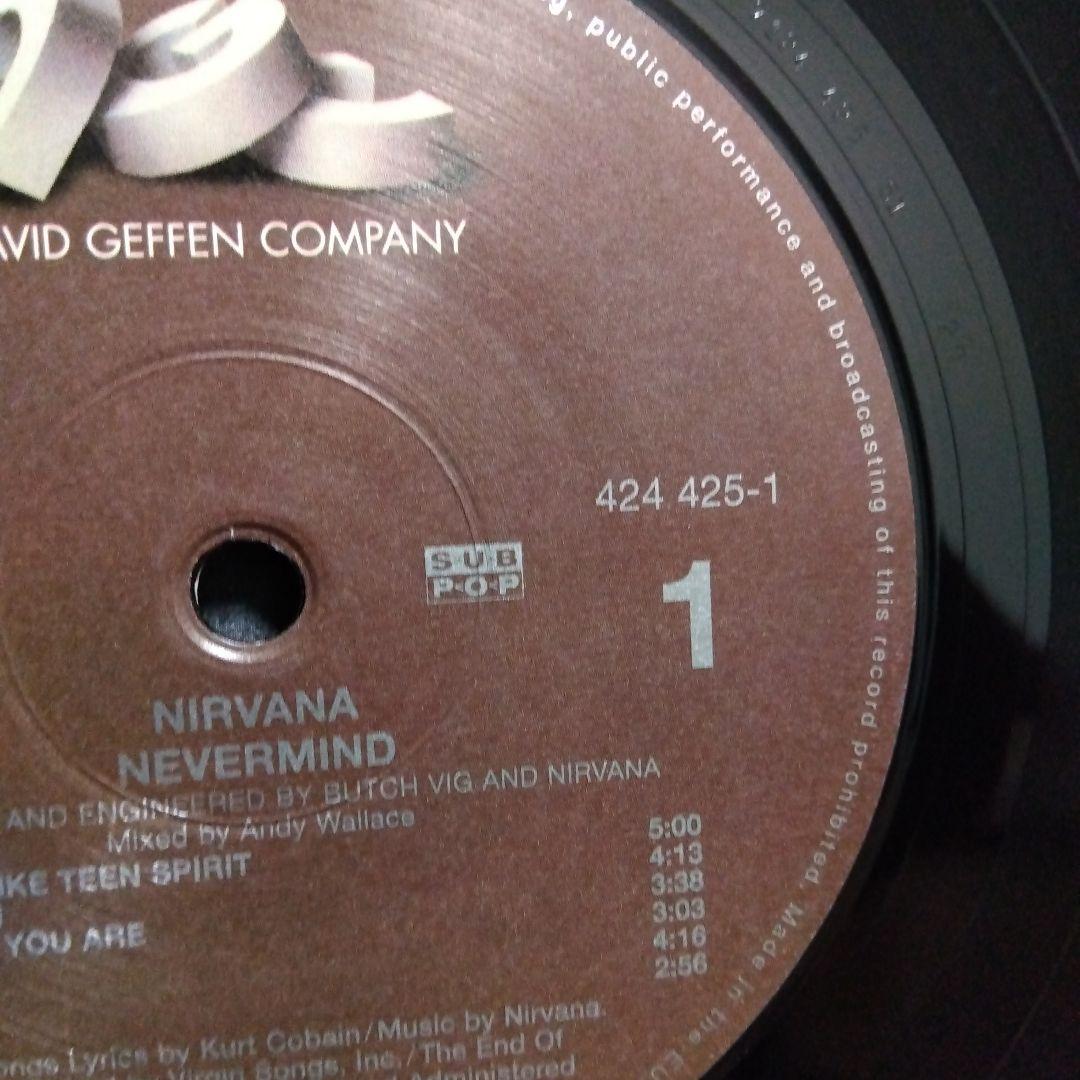 DGC
AVID GEFFEN COMPANY
public performance and broadcasting of this record prohibited. Made in the EU
424 425-1
SUB
POP
1
NIRVANA
NEVERMIND
AND ENGINEERED BY BUTCH VIG AND NIRVANA
Mixed by Andy Wallace
5:00
IKE TEEN SPIRIT
4:13
3:38
3:03
YOU ARE
4:16
2:56
ongs Lyrics by Kurt Cobain/Music by Nirvana.
by Virgin Songs, Inc./The End Of
Administered